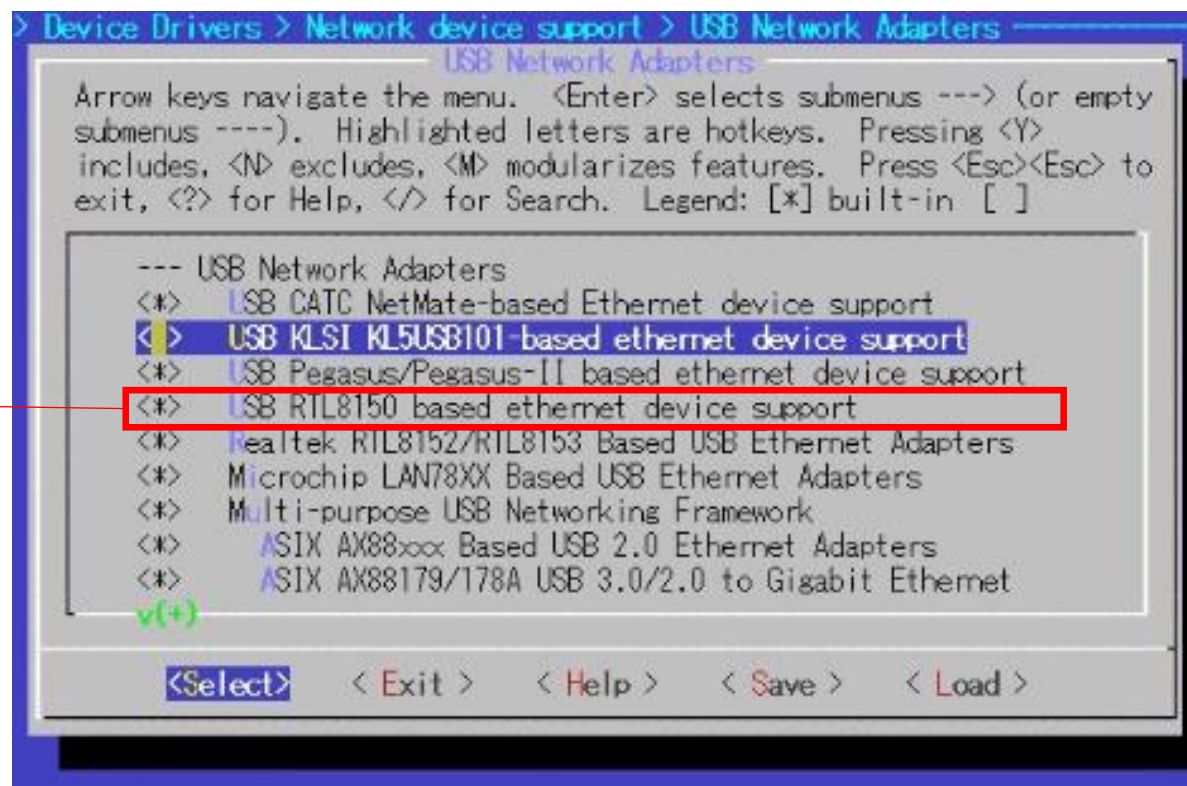 > Device Drivers > Network device support > USB Network Adapters
USB Network Adapters
Arrow keys navigate the menu.  <Enter> selects submenus ---> (or empty
submenus ----).  Highlighted letters are hotkeys.  Pressing <Y>
includes, <N> excludes, <M> modularizes features.  Press <Esc><Esc> to
exit, <?> for Help, </> for Search.  Legend: [*] built-in  [ ]
--- USB Network Adapters
<*>   USB CATC NetMate-based Ethernet device support
< >   USB KLSI KL5USB101-based ethernet device support
<*>   USB Pegasus/Pegasus-II based ethernet device support
<*>   USB RTL8150 based ethernet device support
<*>   Realtek RTL8152/RTL8153 Based USB Ethernet Adapters
<*>   Microchip LAN78XX Based USB Ethernet Adapters
<*>   Multi-purpose USB Networking Framework
<*>     ASIX AX88xxx Based USB 2.0 Ethernet Adapters
<*>     ASIX AX88179/178A USB 3.0/2.0 to Gigabit Ethernet
v(+)
<Select>    < Exit >    < Help >    < Save >    < Load >